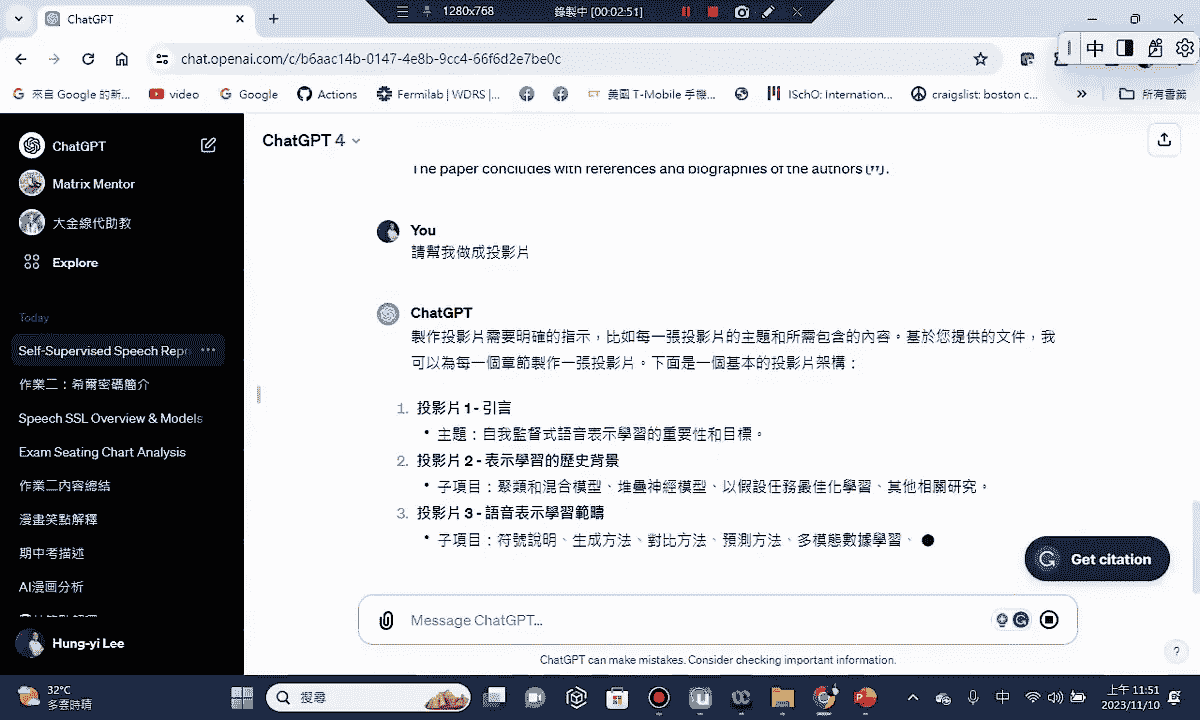 ChatGPT
1280x768
錄製中 [00:02:51]
chat.openai.com/c/b6aac14b-0147-4e8b-9cc4-66f6d2e7be0c
中
來自 Google 的新...
video
Google
Actions
Fermilab | WDRS |...
美國 T-Mobile 手機...
ISchO: Internation...
craigslist: boston c...
»
所有書籤
ChatGPT
Matrix Mentor
大金線代助教
Explore
Today
Self-Supervised Speech Repr
作業二：希爾密碼簡介
Speech SSL Overview & Models
Exam Seating Chart Analysis
作業二內容總結
漫畫笑點解釋
期中考描述
AI漫画分析
Hung-yi Lee
ChatGPT 4
The paper concludes with references and biographies of the authors
You
請幫我做成投影片
ChatGPT
製作投影片需要明確的指示，比如每一張投影片的主題和所需包含的內容。基於您提供的文件，我
可以為每一個章節製作一張投影片。下面是一個基本的投影片架構：
1. 投影片 1 - 引言
• 主題：自我監督式語音表示學習的重要性和目標。
2. 投影片 2 - 表示學習的歷史背景
• 子項目：聚類和混合模型、堆疊神經模型、以假設任務最佳化學習、其他相關研究。
3. 投影片 3 - 語音表示學習範疇
• 子項目：符號說明、生成方法、對比方法、預測方法、多模態數據學習、
Get citation
Message ChatGPT...
ChatGPT can make mistakes. Consider checking important information.
?
32°C
多雲時晴
搜尋
中
上午 11:51
2023/11/10